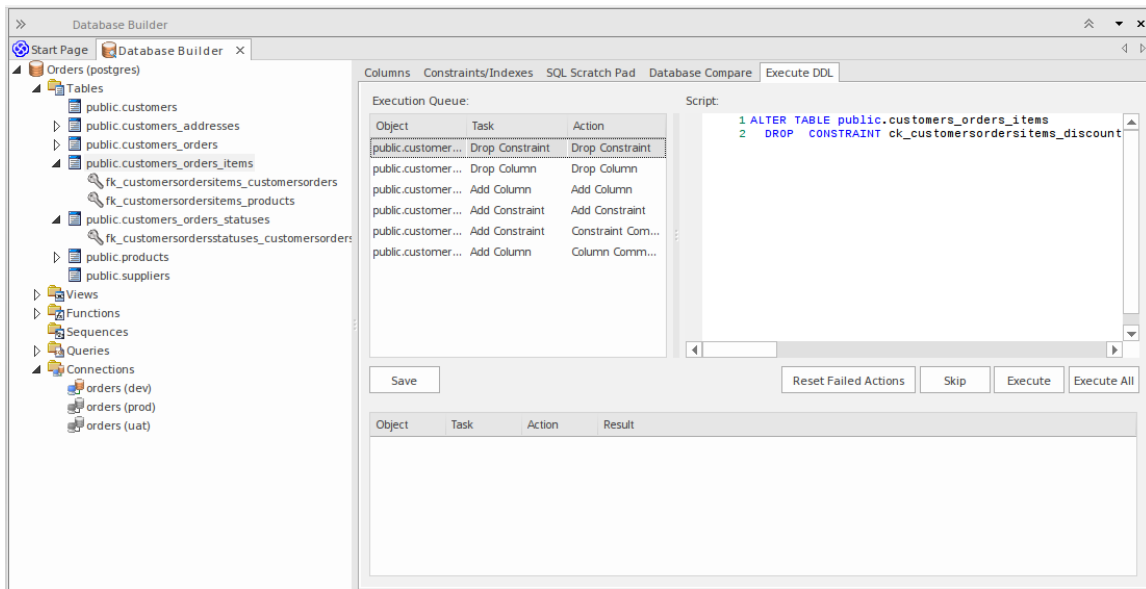 Database Builder
Start Page Database Builder
Orders (postgres)
Tables
public.customers
public.customers_addresses
public.customers_orders
public.customers_orders_items
fk_customersordersitems_customersorders
fk_customersordersitems_products
public.customers_orders_statuses
fk_customersordersstatuses_customersorders
public.products
public.suppliers
Views
Functions
Sequences
Queries
Connections
orders (dev)
orders (prod)
orders (uat)
Columns Constraints/Indexes SQL Scratch Pad Database Compare Execute DDL
Execution Queue:
Object Task Action
public.customer... Drop Constraint Drop Constraint
public.customer... Drop Column Drop Column
public.customer... Add Column Add Column
public.customer... Add Constraint Add Constraint
public.customer... Add Constraint Constraint Com...
public.customer... Add Column Column Comm...
Script:
1 ALTER TABLE public.customers_orders_items
2 DROP CONSTRAINT ck_customersordersitems_discount
Save
Reset Failed Actions Skip Execute Execute All
Object Task Action Result